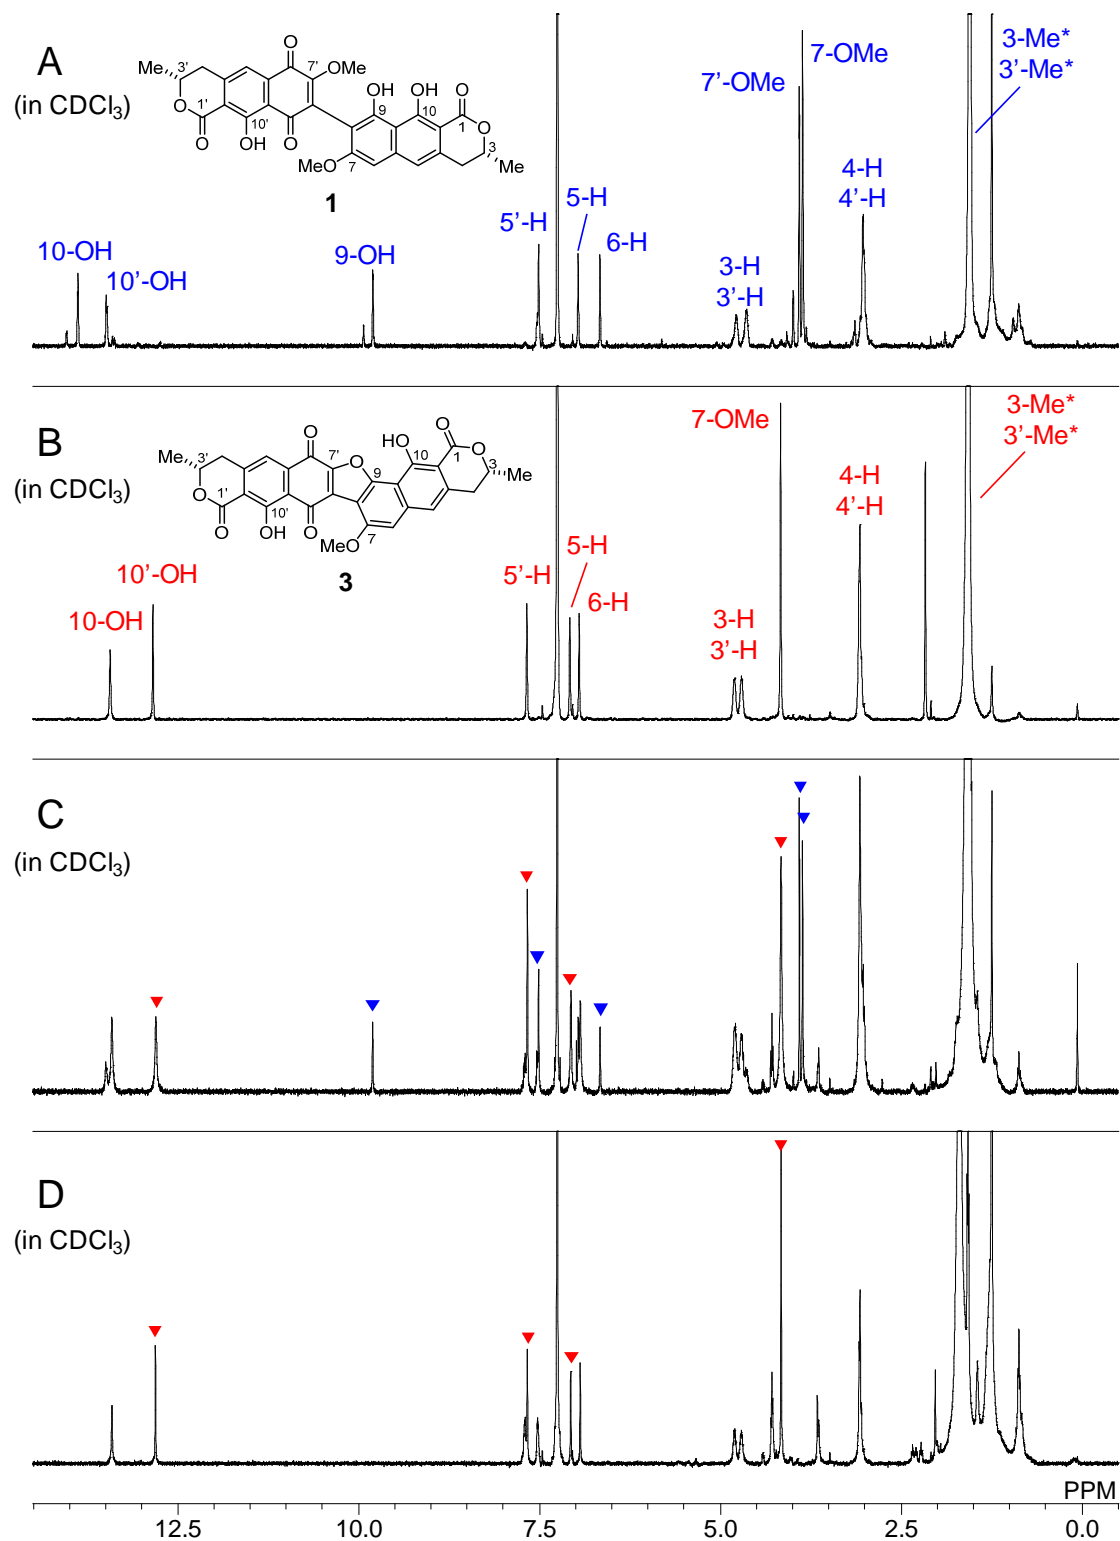 A
(in CDCl3)
Me
3'
O
1'
O
10'
OH
O
7'
OMe
O
OH
9
OH
10
O
1
O
3
Me
MeO
7
1
10-OH
10'-OH
9-OH
5'-H
5-H
6-H
3-H
3'-H
7'-OMe
7-OMe
4-H
4'-H
3-Me*
3'-Me*
B
Me
3'
O
1'
O
10'
OH
O
7'
O
O
9
HO
10
O
1
O
3
Me
MeO
7
3
10-OH
10'-OH
5'-H
5-H
6-H
3-H
3'-H
7-OMe
4-H
4'-H
3-Me*
3'-Me*
C
(in CDCl3)
D
(in CDCl3)
PPM
12.5 10.0 7.5 5.0 2.5 0.0